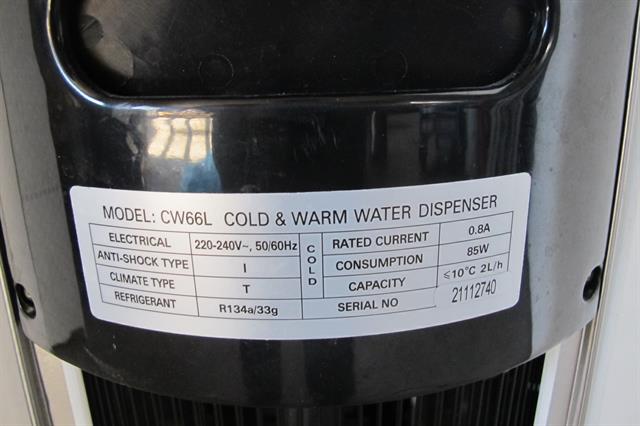 MODEL: CW66L COLD & WARM WATER DISPENSER
ELECTRICAL 220-240V~, 50/60Hz COLD RATED CURRENT 0.8A
ANTI-SHOCK TYPE I CONSUMPTION 85W
CLIMATE TYPE T CAPACITY ≤10°C 2L/h
REFRIGERANT R134a/33g SERIAL NO 21112740